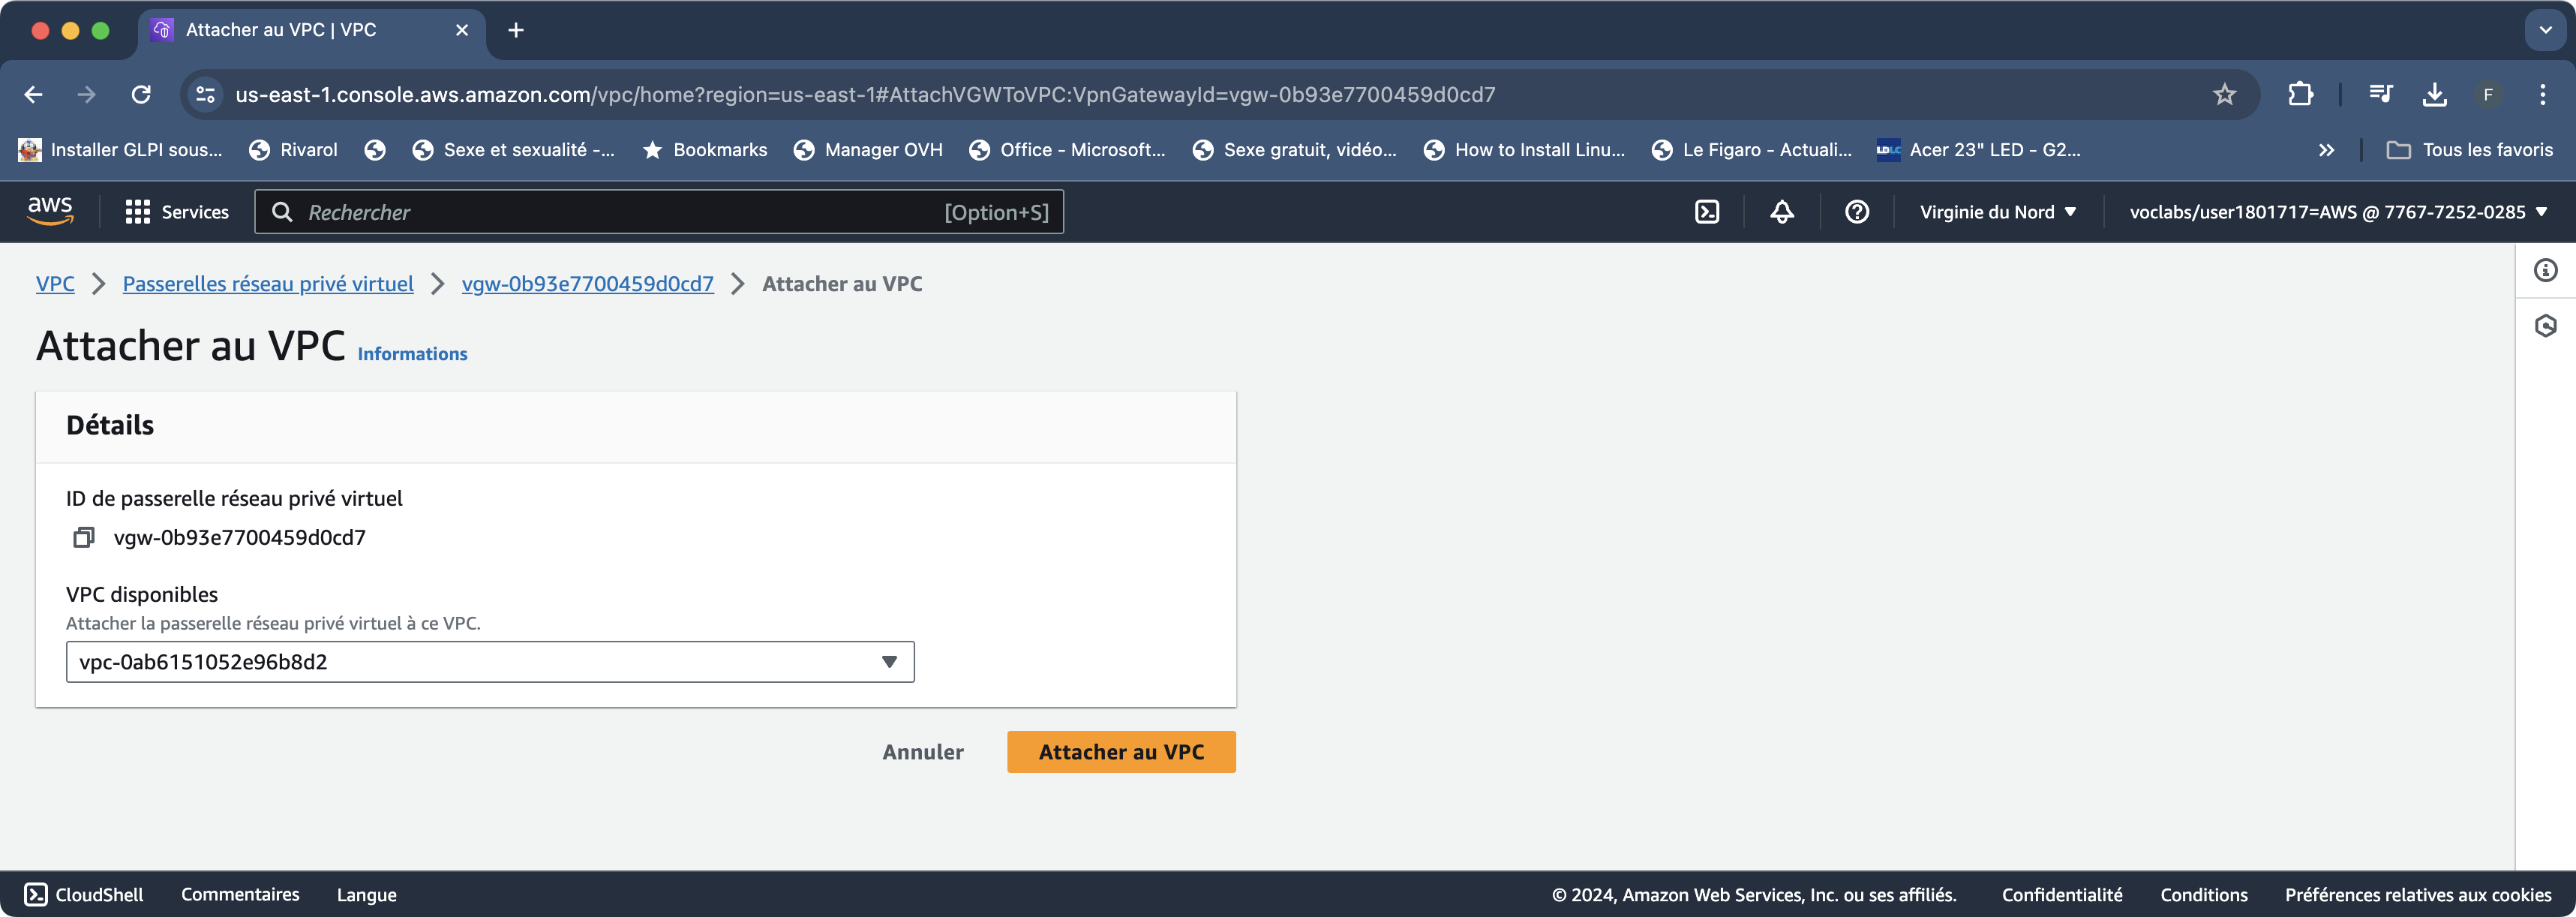 Attacher au VPC | VPC
us-east-1.console.aws.amazon.com/vpc/home?region=us-east-1#AttachVGWToVPC:VpnGatewayId=vgw-0b93e7700459d0cd7
F
Installer GLPI sous... Rivarol Sexe et sexualité -... Bookmarks Manager OVH Office - Microsoft... Sexe gratuit, vidéo... How to Install Linu... Le Figaro - Actuali... LDLC Acer 23" LED - G2... Tous les favoris
aws Services Rechercher [Option+S] Virginie du Nord voclabs/user1801717=AWS @ 7767-7252-0285
VPC Passerelles réseau privé virtuel vgw-0b93e7700459d0cd7 Attacher au VPC
Attacher au VPC Informations
Détails
ID de passerelle réseau privé virtuel
vgw-0b93e7700459d0cd7
VPC disponibles
Attacher la passerelle réseau privé virtuel à ce VPC.
vpc-0ab6151052e96b8d2
Annuler Attacher au VPC
CloudShell Commentaires Langue © 2024, Amazon Web Services, Inc. ou ses affiliés. Confidentialité Conditions Préférences relatives aux cookies